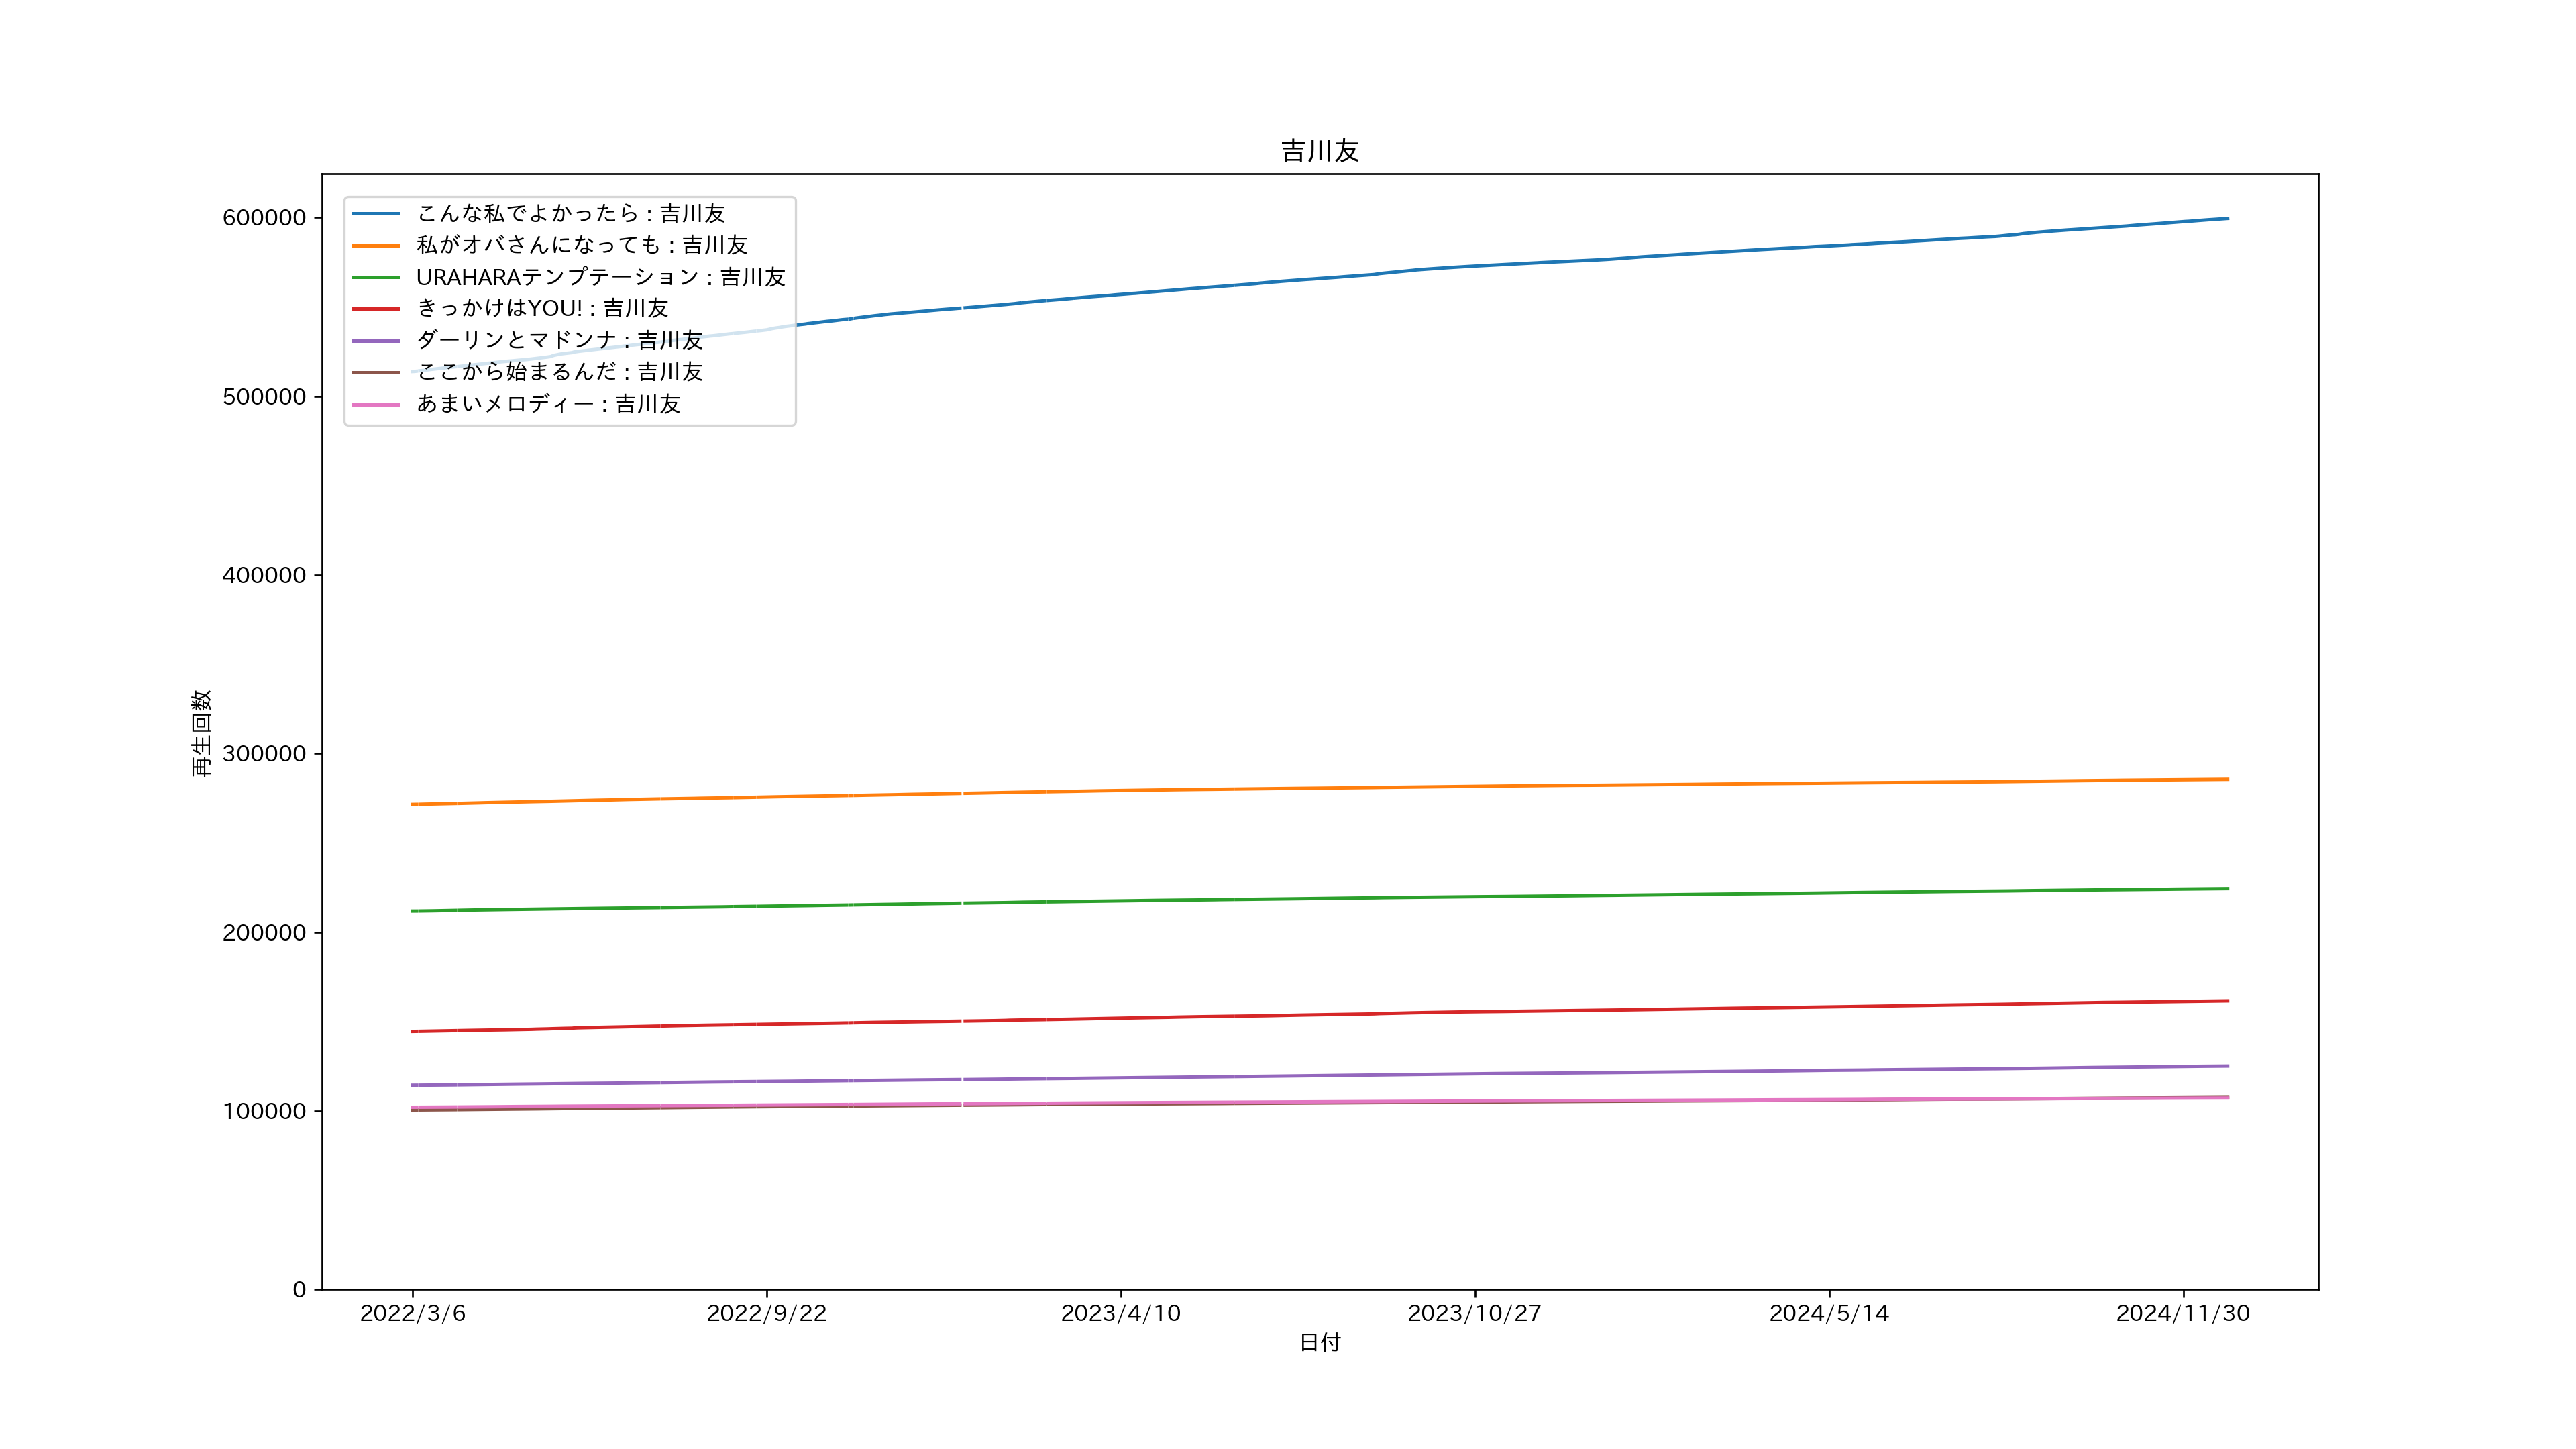 吉川友
こんな私でよかったら : 吉川友
私がオバさんになっても : 吉川友
URAHARAテンプテーション : 吉川友
きっかけはYOU! : 吉川友
ダーリンとマドンナ : 吉川友
ここから始まるんだ : 吉川友
あまいメロディー : 吉川友
600000
500000
400000
300000
200000
100000
0
再生回数
2022/3/6
2022/9/22
2023/4/10
2023/10/27
2024/5/14
2024/11/30
日付